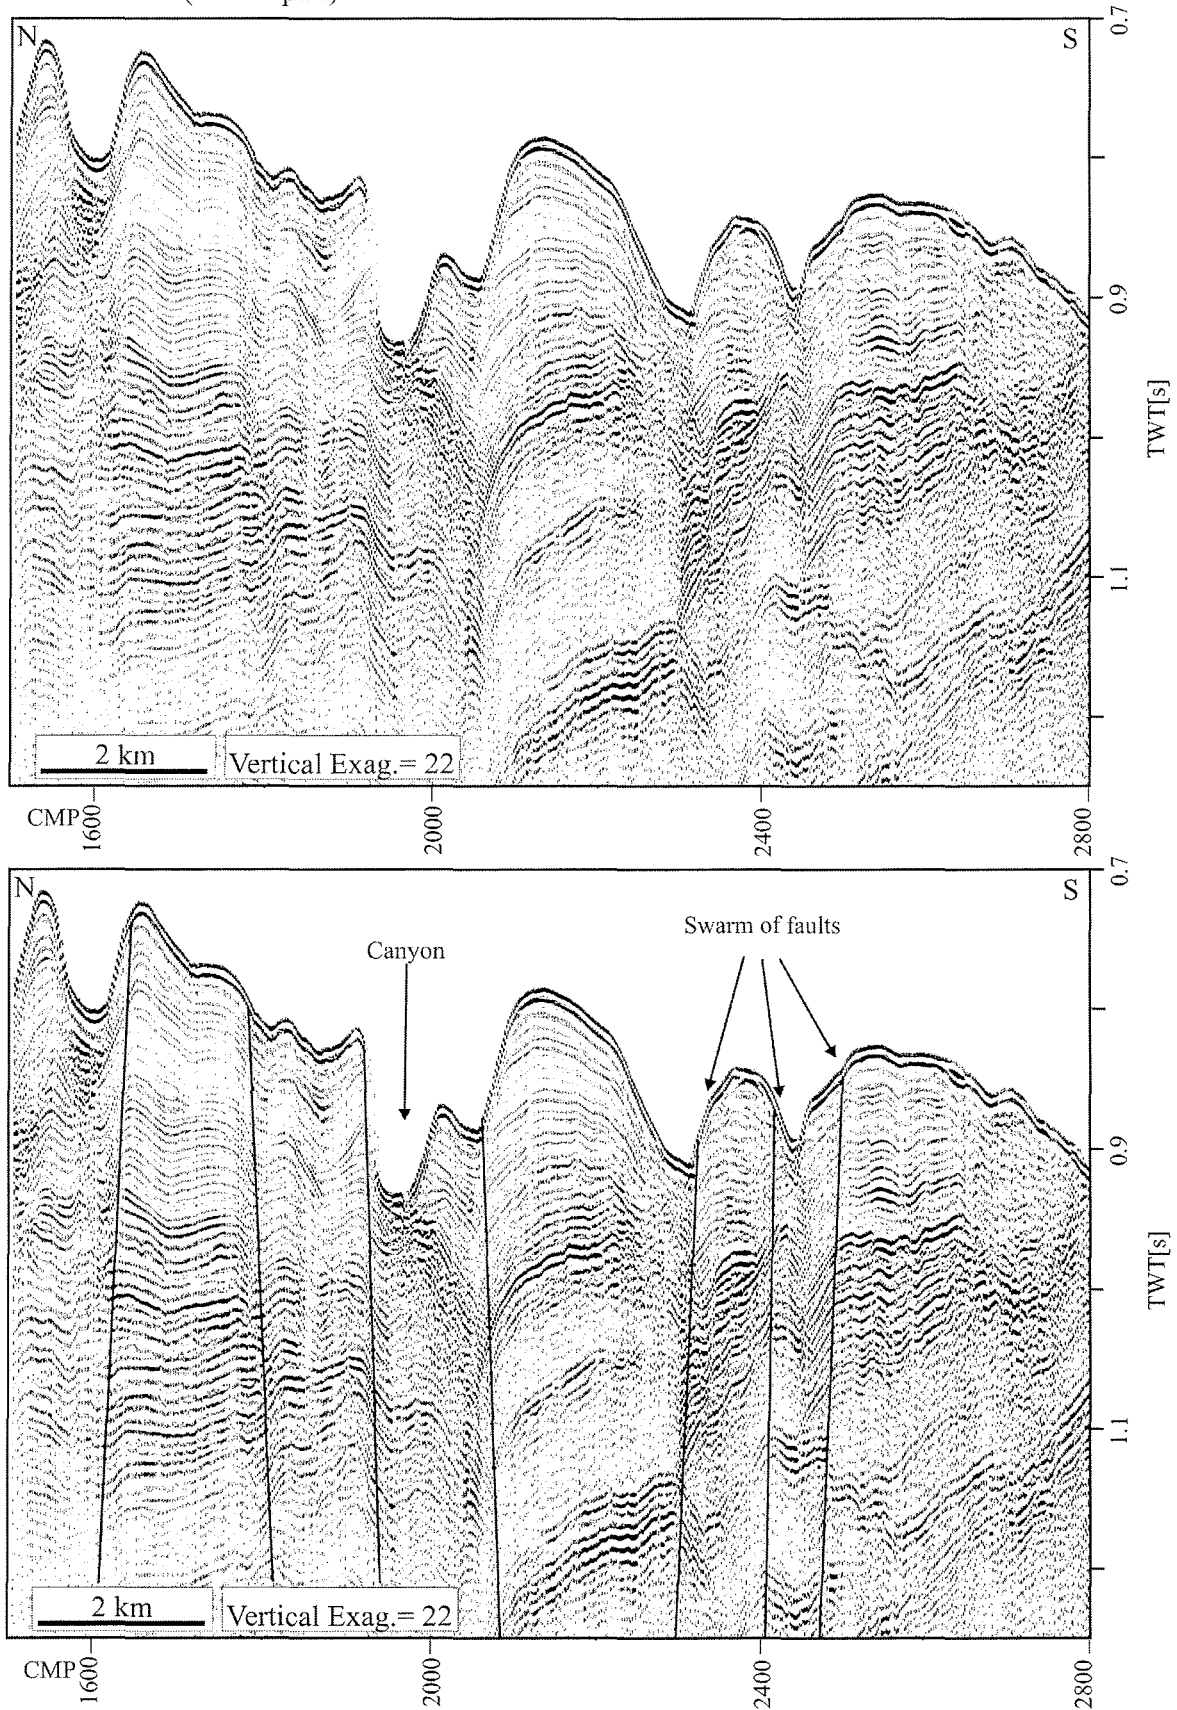 N
S
0.7
0.9
1.1
TWT[s]
2 km
Vertical Exag.= 22
CMP
1600
2000
2400
2800
N
S
0.7
Swarm of faults
Canyon
0.9
1.1
TWT[s]
2 km
Vertical Exag.= 22
CMP
1600
2000
2400
2800